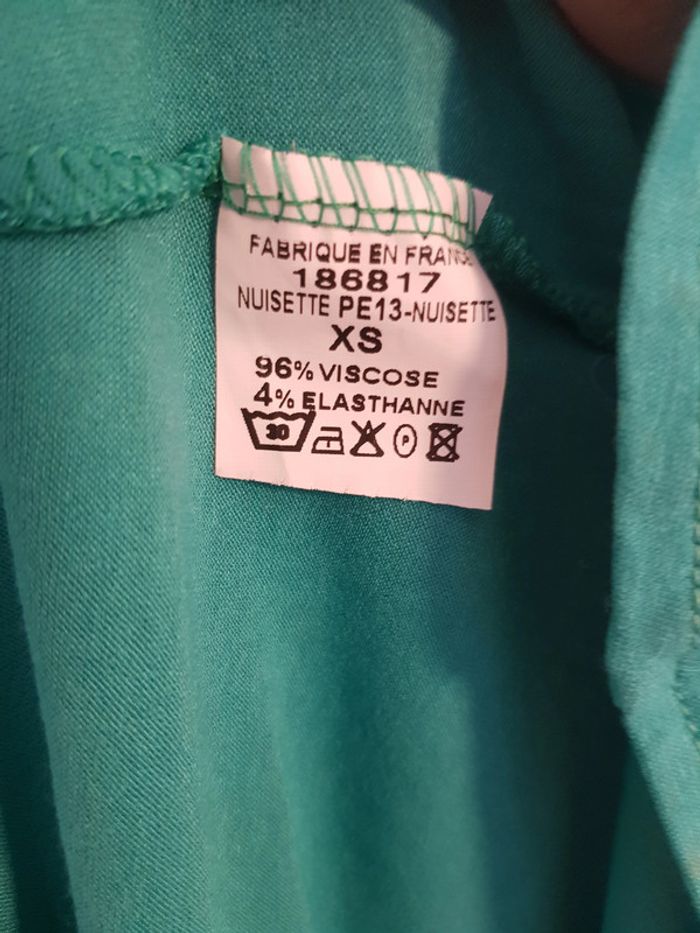 FABRIQUE EN FRANCE
186817
NUISETTE PE13-NUISETTE
XS
96% VISCOSE
4% ELASTHANNE
30
P